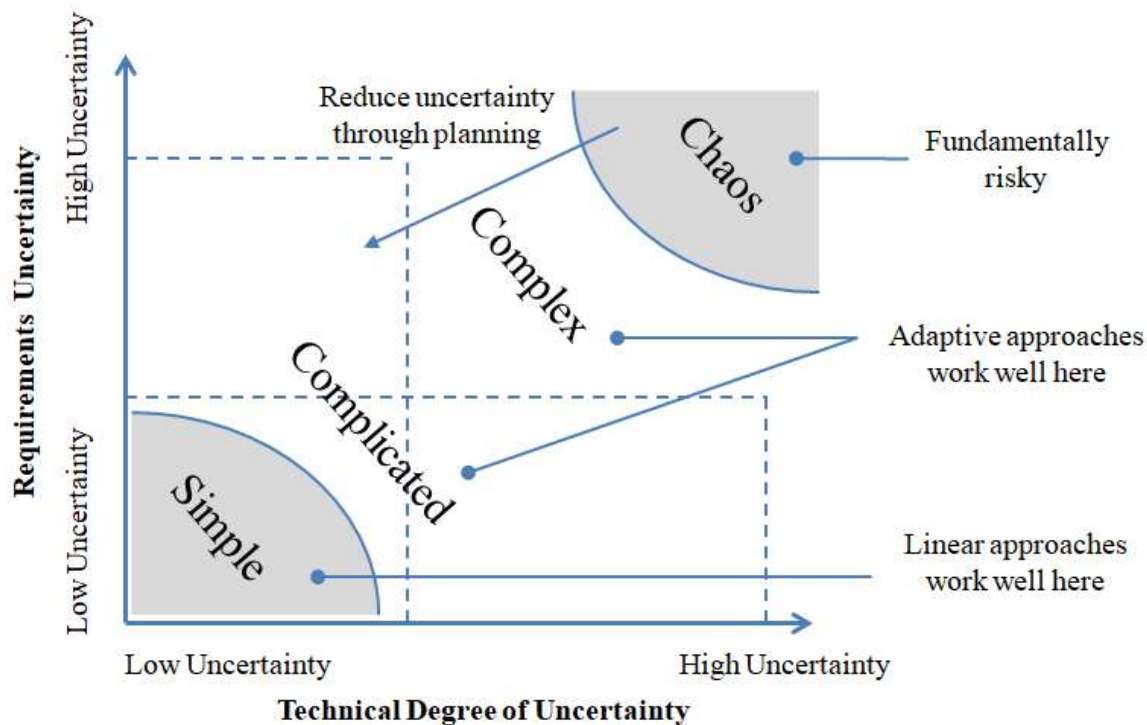 Requirements Uncertainty
High Uncertainty
Low Uncertainty
Reduce uncertainty
through planning
Chaos
Fundamentally
risky
Complex
Adaptive approaches
work well here
Complicated
Simple
Linear approaches
work well here
Low Uncertainty
High Uncertainty
Technical Degree of Uncertainty